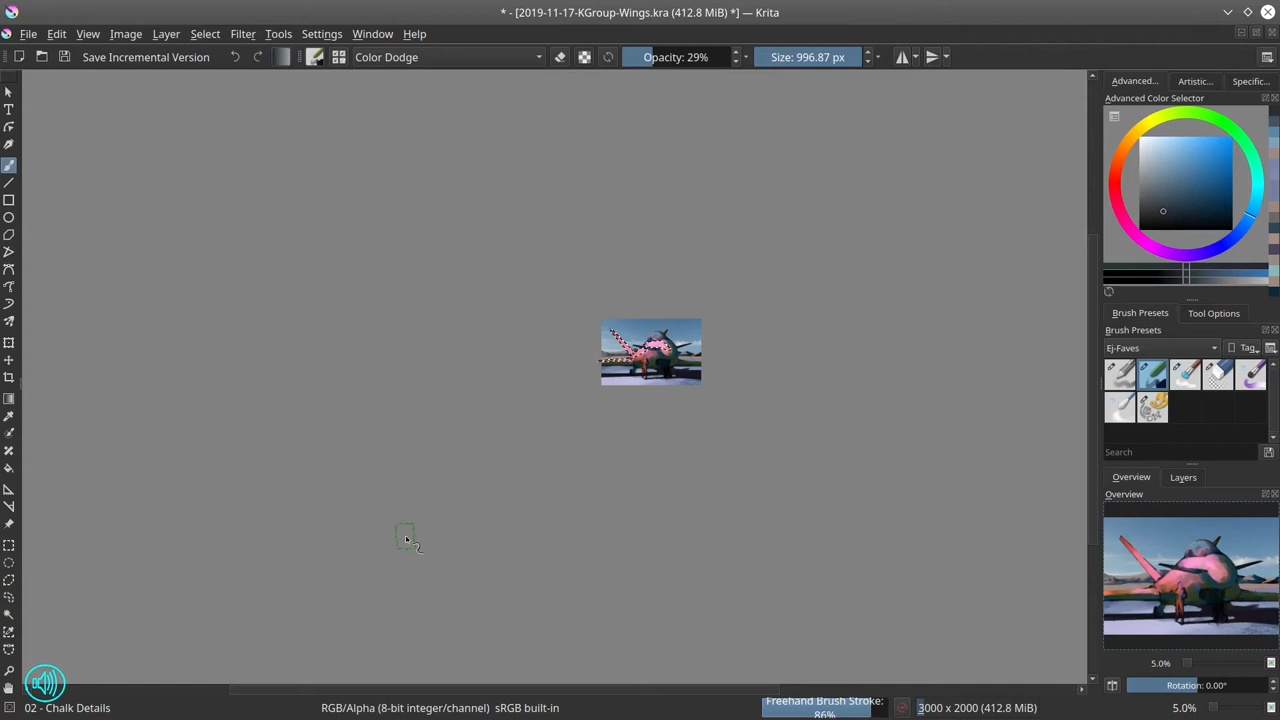 * - [2019-11-17-KGroup-Wings.kra (412.8 MiB) *] — Krita
File Edit View Image Layer Select Filter Tools Settings Window Help
Save Incremental Version Color Dodge Opacity: 29% Size: 996.87 px
Advanced... Artistic... Specific...
Advanced Color Selector
Brush Presets Tool Options
Brush Presets
Ej-Faves Tag
Search
Overview Layers
Overview
5.0%
Rotation: 0.00°
02 - Chalk Details RGB/Alpha (8-bit integer/channel) sRGB built-in Freehand Brush Stroke: 86% 3000 x 2000 (412.8 MiB) 5.0%